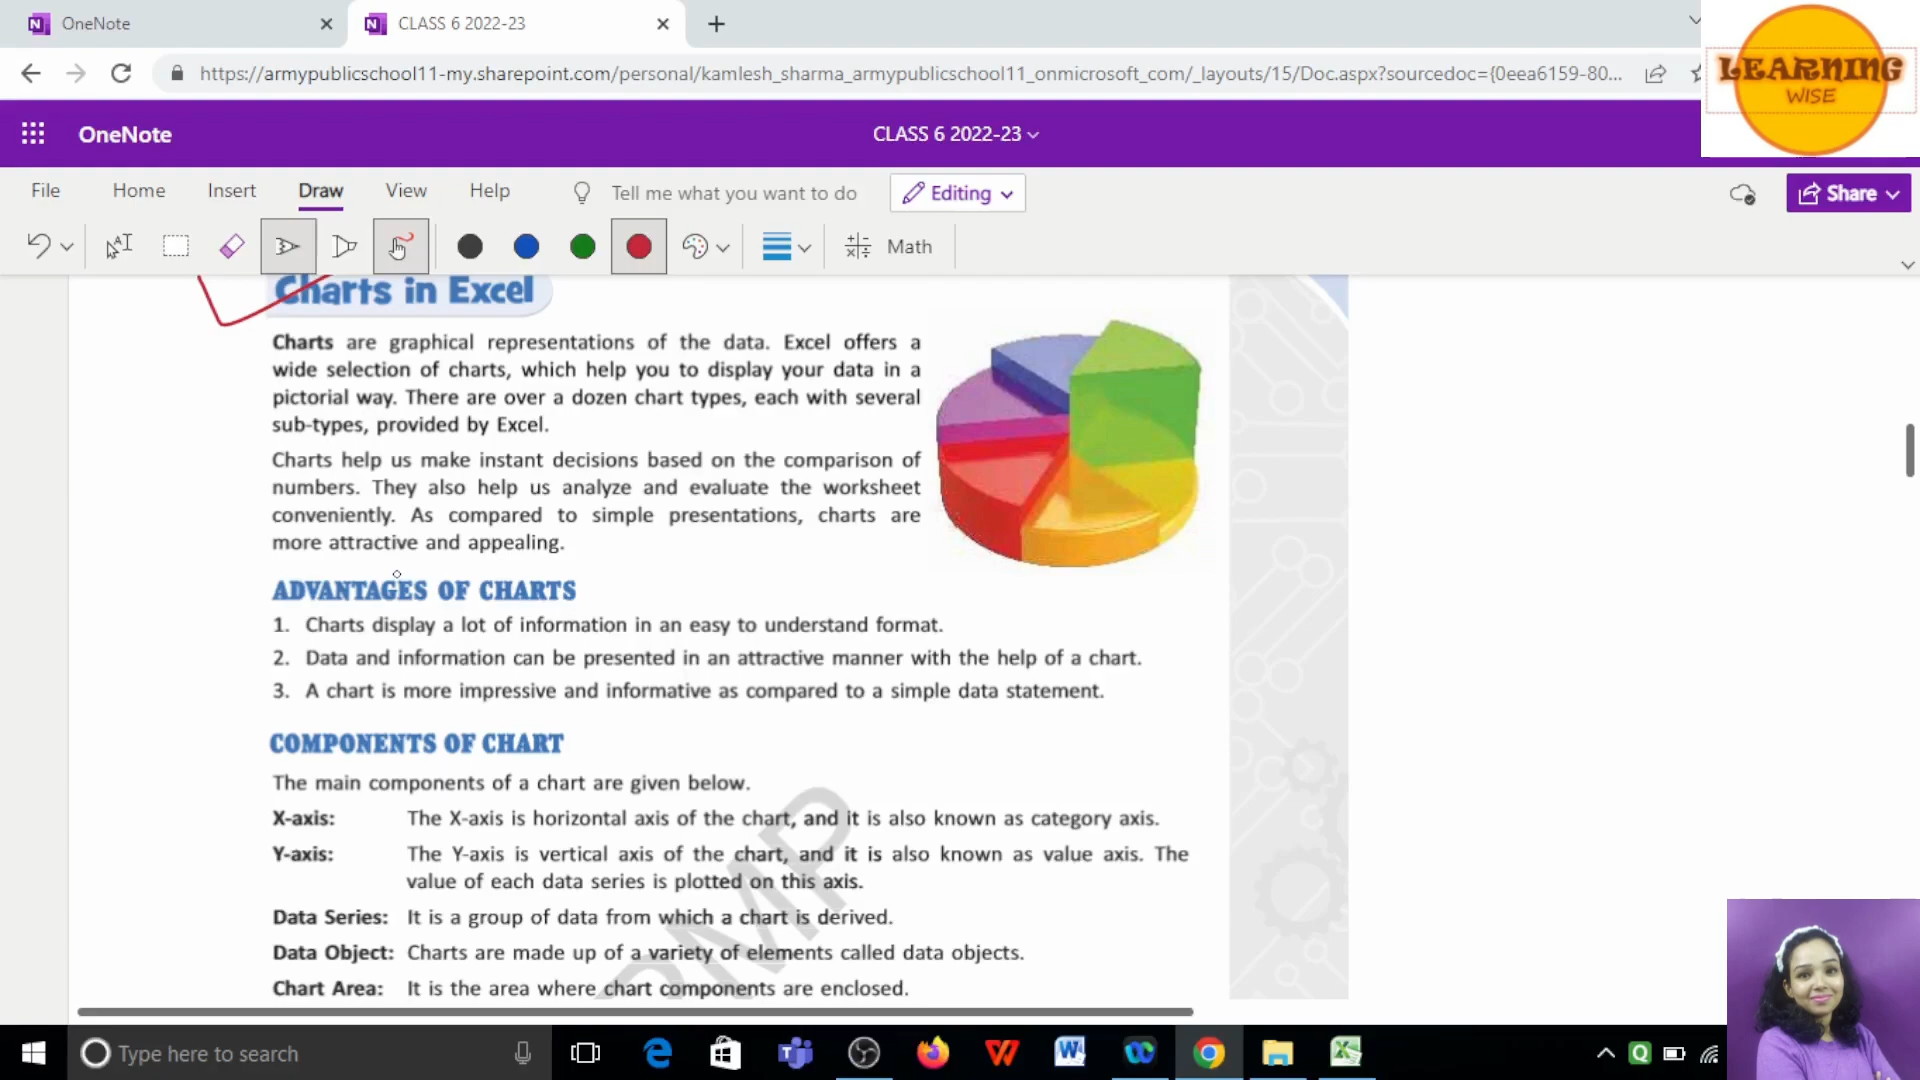 OneNote
CLASS 6 2022-23
https://armypublicschool11-my.sharepoint.com/personal/kamlesh_sharma_armypublicschool11_onmicrosoft_com/_layouts/15/Doc.aspx?sourcedoc={0eea6159-80...
LEARNING
WISE
OneNote
CLASS 6 2022-23
File Home Insert Draw View Help Tell me what you want to do Editing Share
Math
Charts in Excel
Charts are graphical representations of the data. Excel offers a
wide selection of charts, which help you to display your data in a
pictorial way. There are over a dozen chart types, each with several
sub-types, provided by Excel.
Charts help us make instant decisions based on the comparison of
numbers. They also help us analyze and evaluate the worksheet
conveniently. As compared to simple presentations, charts are
more attractive and appealing.
ADVANTAGES OF CHARTS
1. Charts display a lot of information in an easy to understand format.
2. Data and information can be presented in an attractive manner with the help of a chart.
3. A chart is more impressive and informative as compared to a simple data statement.
COMPONENTS OF CHART
The main components of a chart are given below.
X-axis: The X-axis is horizontal axis of the chart, and it is also known as category axis.
Y-axis: The Y-axis is vertical axis of the chart, and it is also known as value axis. The
value of each data series is plotted on this axis.
Data Series: It is a group of data from which a chart is derived.
Data Object: Charts are made up of a variety of elements called data objects.
Chart Area: It is the area where chart components are enclosed.
Type here to search